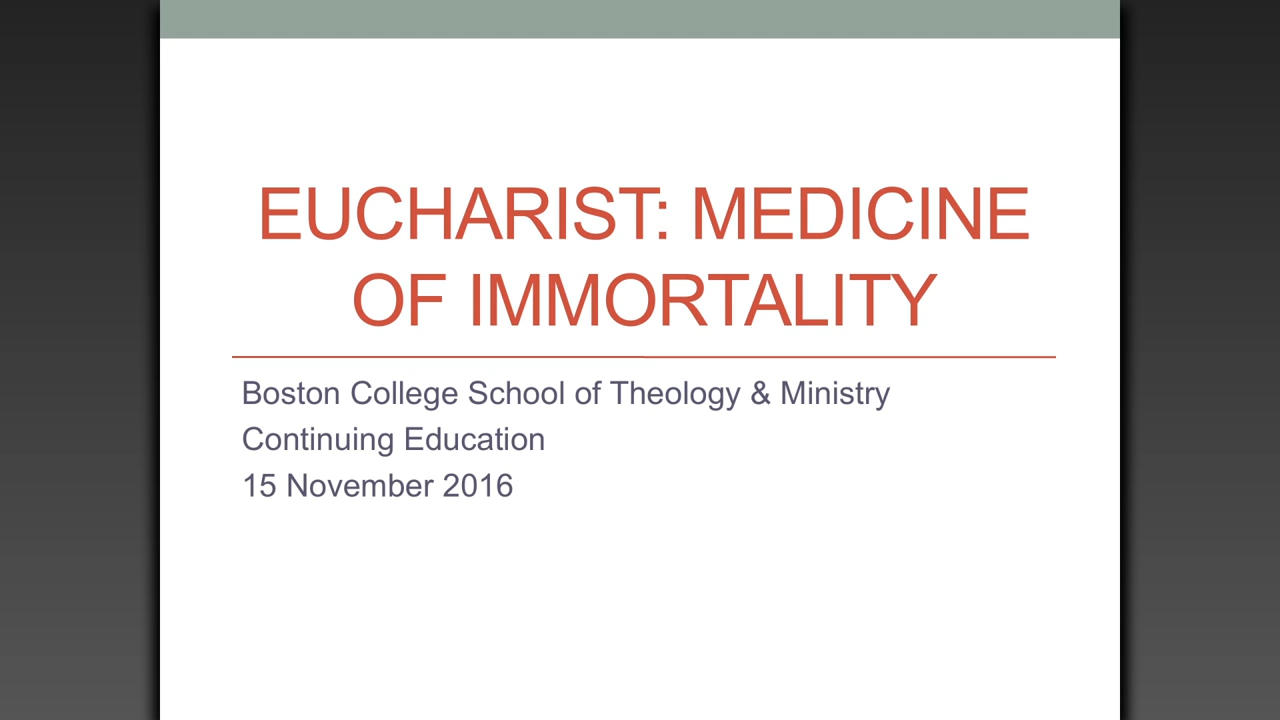 EUCHARIST: MEDICINE
OF IMMORTALITY
Boston College School of Theology & Ministry
Continuing Education
15 November 2016